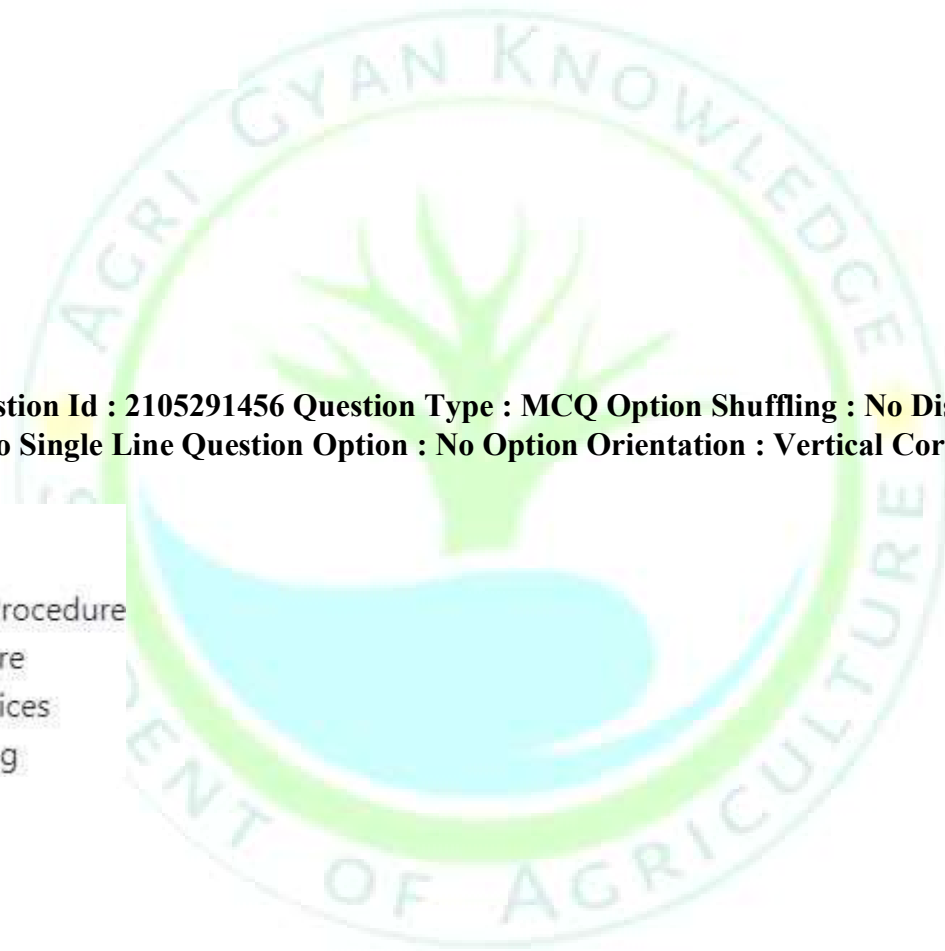 AGRI GYAN KNOWLEDGE
stion Id : 2105291456 Question Type : MCQ Option Shuffling : No Dis
o Single Line Question Option : No Option Orientation : Vertical Cor
rocedure
re
ices
g
S
DENT OF AGRICULTURE